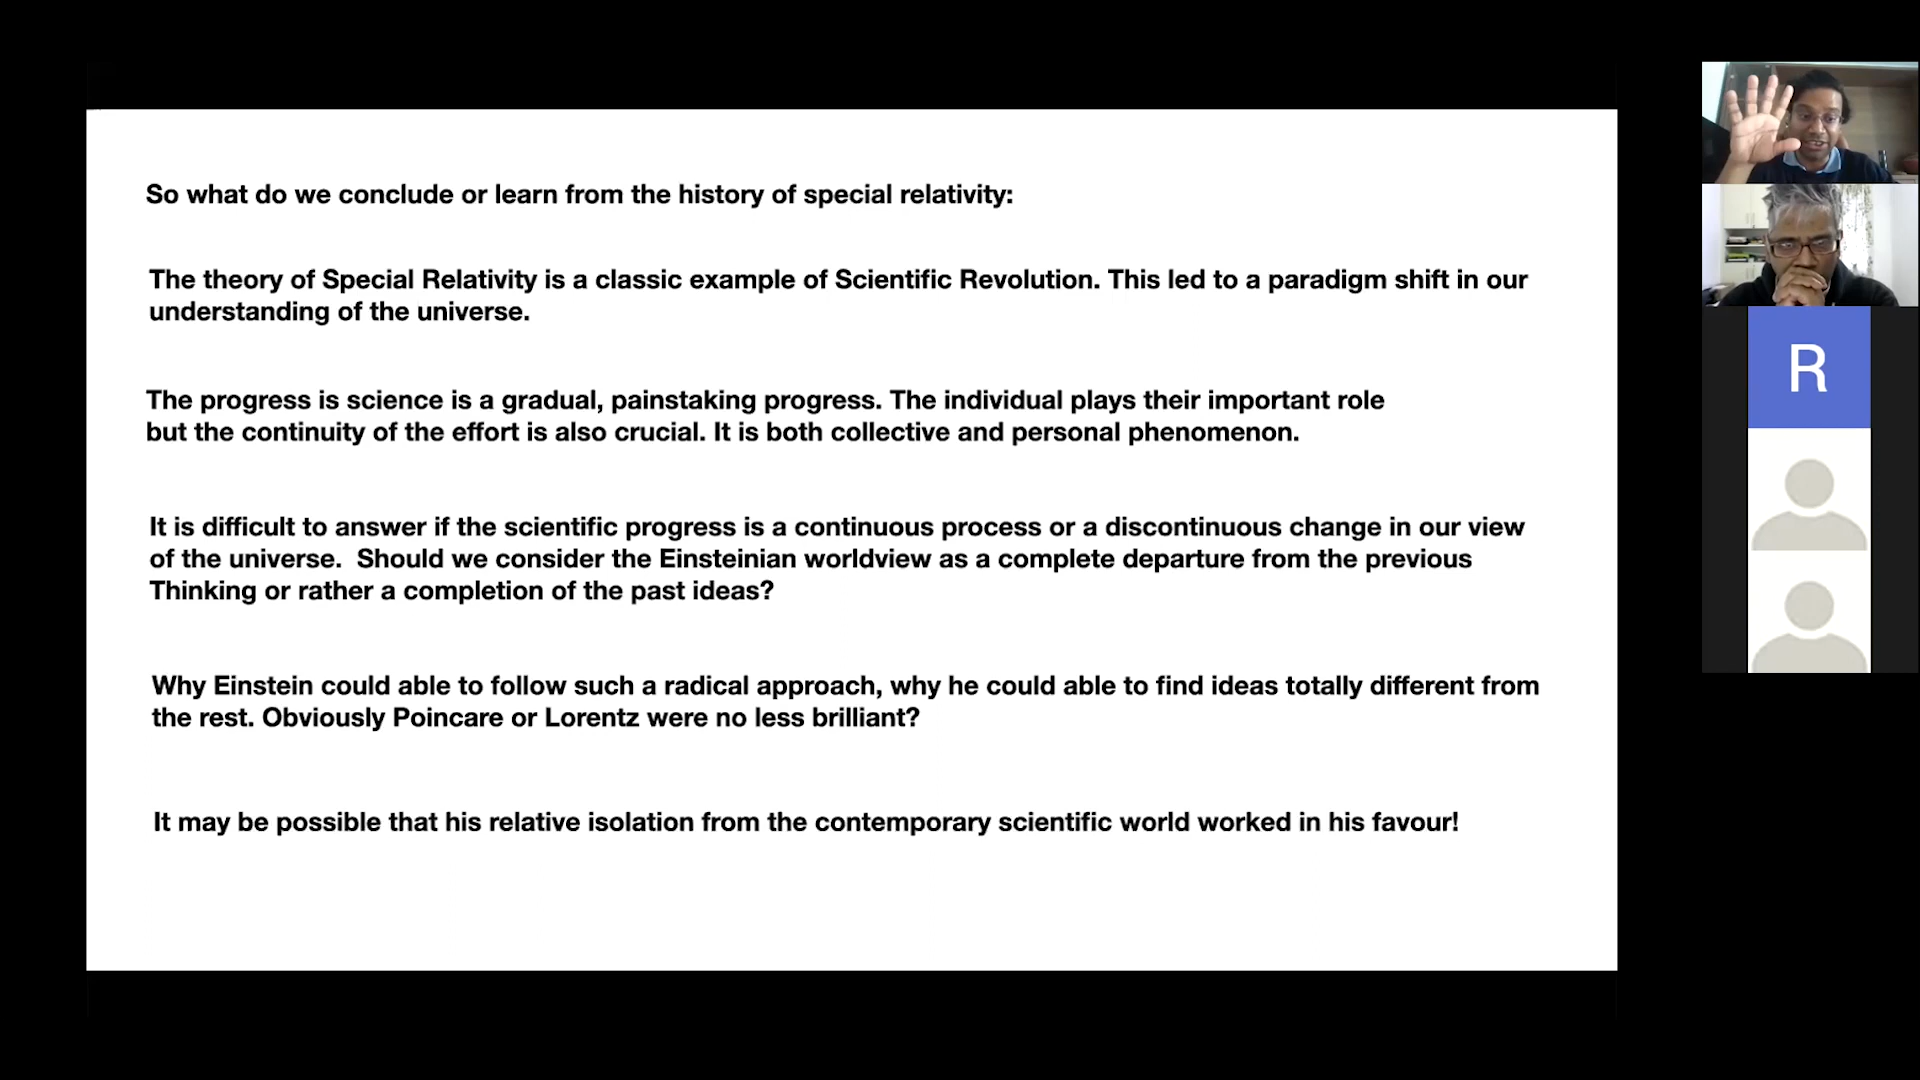 So what do we conclude or learn from the history of special relativity:
The theory of Special Relativity is a classic example of Scientific Revolution. This led to a paradigm shift in our
understanding of the universe.
The progress is science is a gradual, painstaking progress. The individual plays their important role
but the continuity of the effort is also crucial. It is both collective and personal phenomenon.
It is difficult to answer if the scientific progress is a continuous process or a discontinuous change in our view
of the universe.  Should we consider the Einsteinian worldview as a complete departure from the previous
Thinking or rather a completion of the past ideas?
Why Einstein could able to follow such a radical approach, why he could able to find ideas totally different from
the rest. Obviously Poincare or Lorentz were no less brilliant?
It may be possible that his relative isolation from the contemporary scientific world worked in his favour!
R